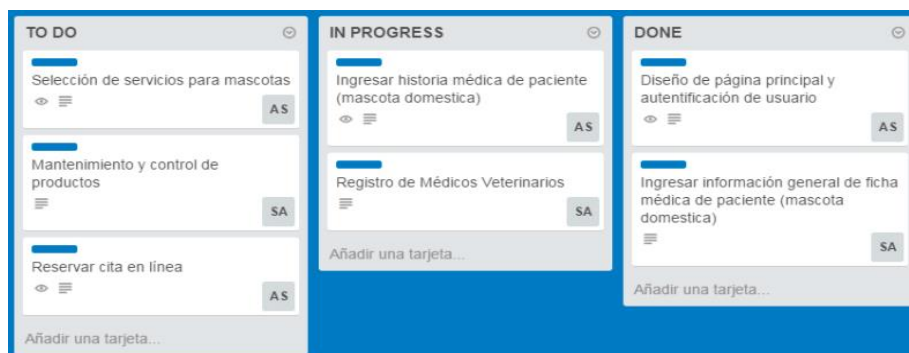 TO DO
Selección de servicios para mascotas
AS
Mantenimiento y control de
productos
SA
Reservar cita en línea
AS
Añadir una tarjeta...
IN PROGRESS
Ingresar historia médica de paciente
(mascota domestica)
AS
Registro de Médicos Veterinarios
SA
Añadir una tarjeta...
DONE
Diseño de página principal y
autentificación de usuario
AS
Ingresar información general de ficha
médica de paciente (mascota
domestica)
SA
Añadir una tarjeta...